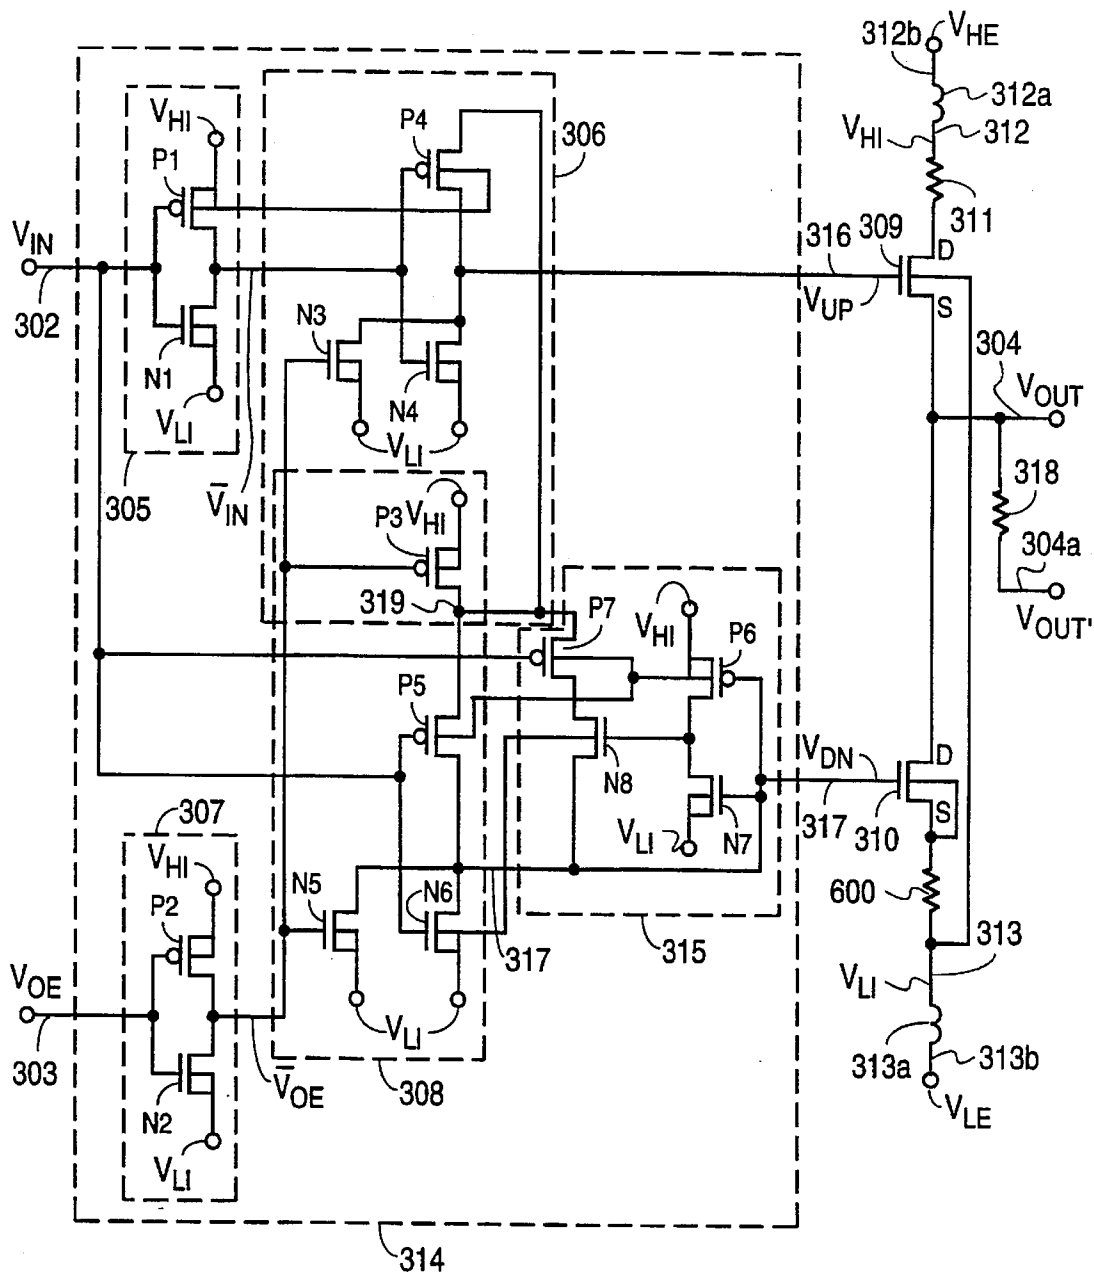 312b
VHE
312a
VHI
312
311
VHI
P1
P4
306
VIN
302
N1
VLI
305
V̅IN
N3
N4
VLI
316
309
D
VUP
S
304
VOUT
318
304a
VOUT'
VHI
P3
319
P7
VHI
P6
P5
N8
VLI
N7
VDN
317
310
D
S
600
307
VHI
P2
N5
N6
317
315
313
VLI
VOE
303
N2
VLI
V̅OE
VLI
308
313a
313b
VLE
314